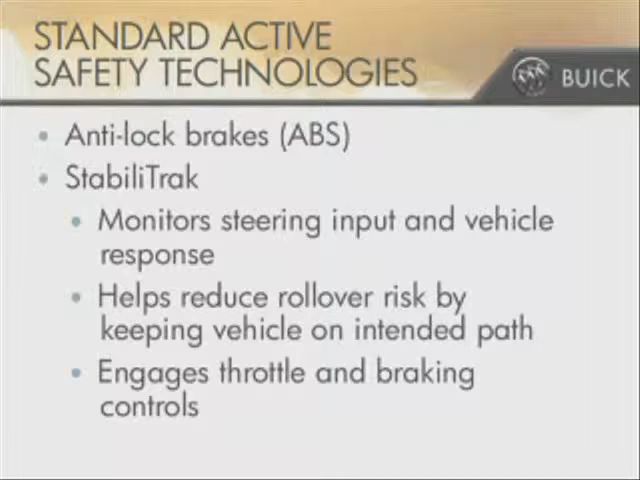 STANDARD ACTIVE
SAFETY TECHNOLOGIES
BUICK
• Anti-lock brakes (ABS)
• StabiliTrak
• Monitors steering input and vehicle
response
• Helps reduce rollover risk by
keeping vehicle on intended path
• Engages throttle and braking
controls